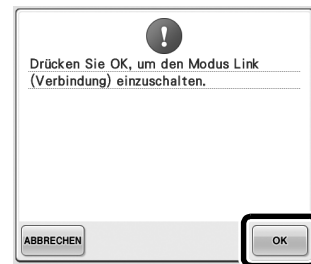 Drücken Sie OK, um den Modus Link
(Verbindung) einzuschalten.
ABBRECHEN
OK